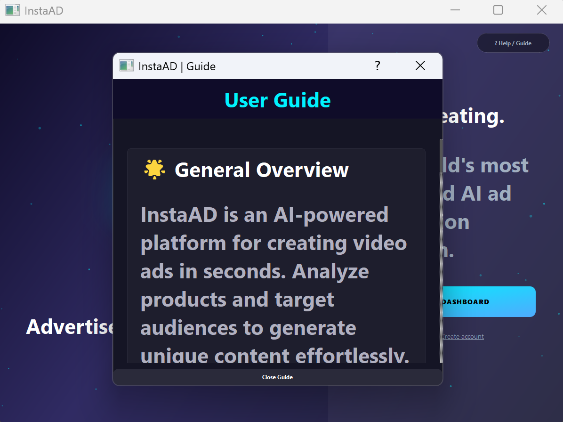 InstaAD
? Help / Guide
InstaAD | Guide
?
User Guide
eating.
🌟 General Overview
ld's most
d AI ad
on
InstaAD is an AI-powered
platform for creating video
ads in seconds. Analyze
products and target
audiences to generate
unique content effortlessly.
DASHBOARD
Advertise
create account
Close Guide